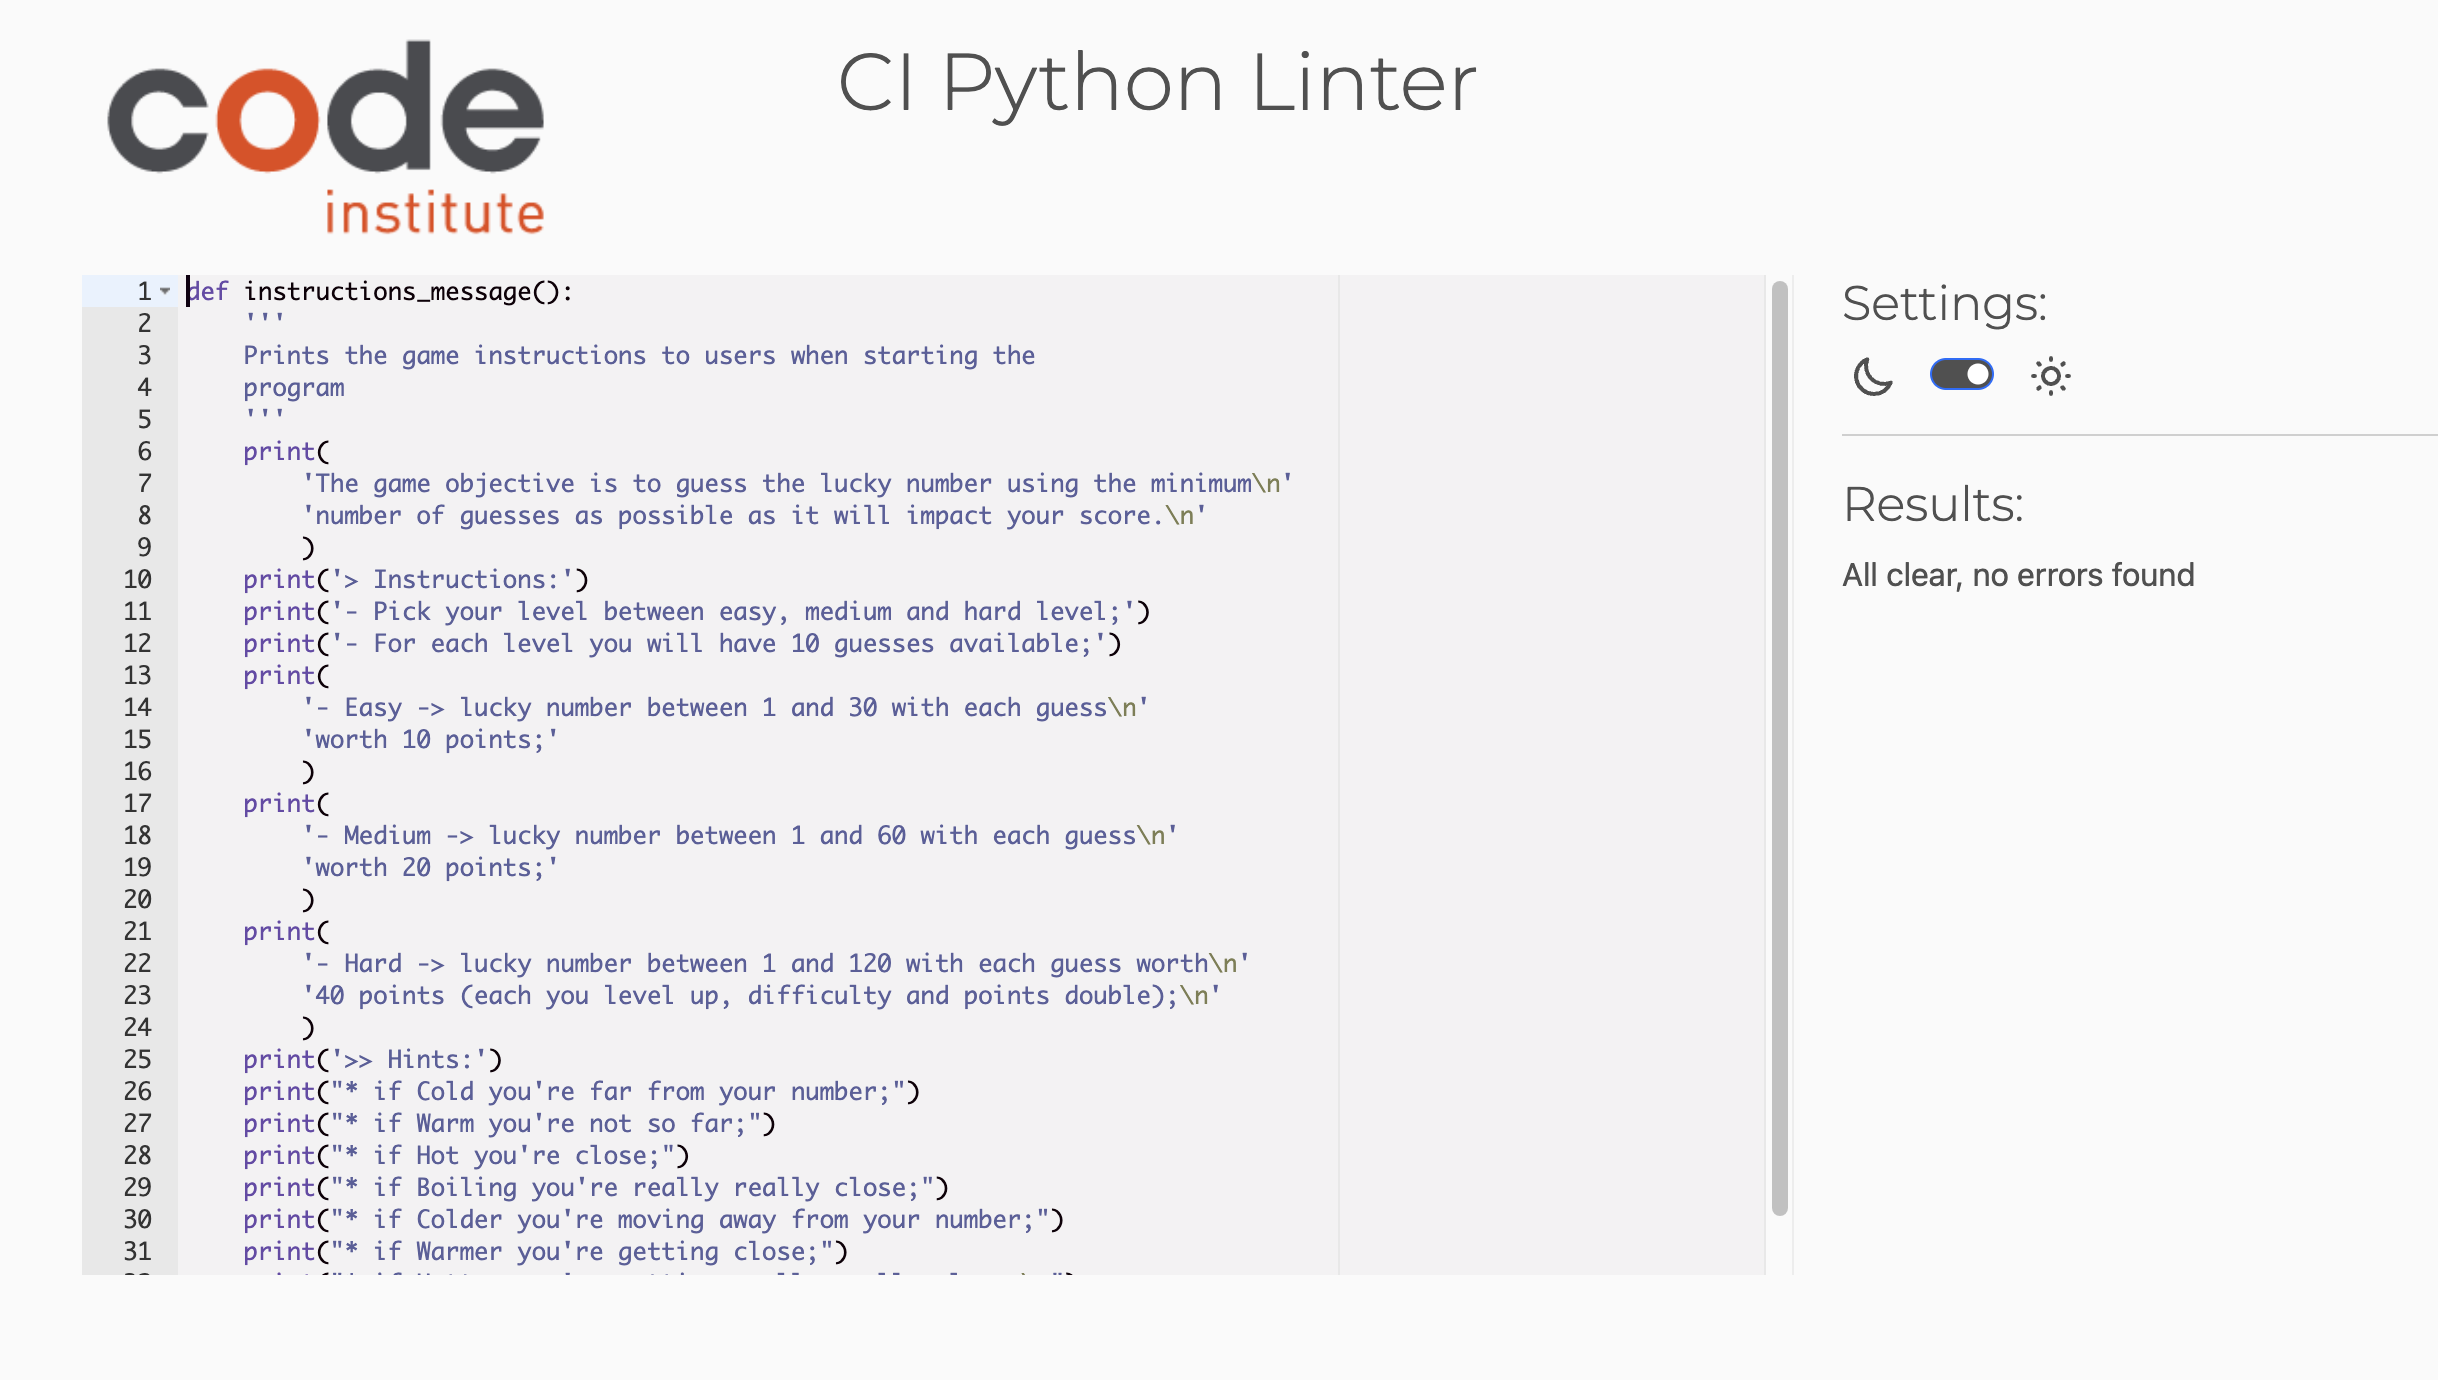 code
institute
CI Python Linter
1 def instructions_message():
2     '''
3     Prints the game instructions to users when starting the
4     program
5     '''
6     print(
7         'The game objective is to guess the lucky number using the minimum\n'
8         'number of guesses as possible as it will impact your score.\n'
9         )
10     print('> Instructions:')
11     print('- Pick your level between easy, medium and hard level;')
12     print('- For each level you will have 10 guesses available;')
13     print(
14         '- Easy -> lucky number between 1 and 30 with each guess\n'
15         'worth 10 points;'
16         )
17     print(
18         '- Medium -> lucky number between 1 and 60 with each guess\n'
19         'worth 20 points;'
20         )
21     print(
22         '- Hard -> lucky number between 1 and 120 with each guess worth\n'
23         '40 points (each you level up, difficulty and points double);\n'
24         )
25     print('>> Hints:')
26     print("* if Cold you're far from your number;")
27     print("* if Warm you're not so far;")
28     print("* if Hot you're close;")
29     print("* if Boiling you're really really close;")
30     print("* if Colder you're moving away from your number;")
31     print("* if Warmer you're getting close;")
Settings:
Results:
All clear, no errors found